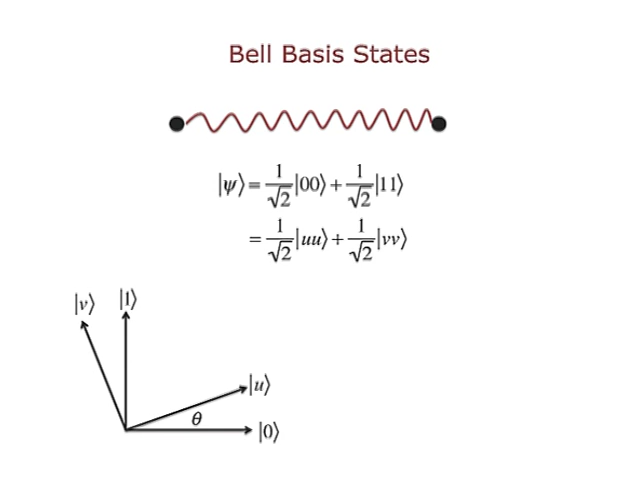 Bell Basis States
|ψ⟩ = 1/√2 |00⟩ + 1/√2 |11⟩
= 1/√2 |uu⟩ + 1/√2 |vv⟩
|v⟩ |1⟩
|u⟩
θ
|0⟩